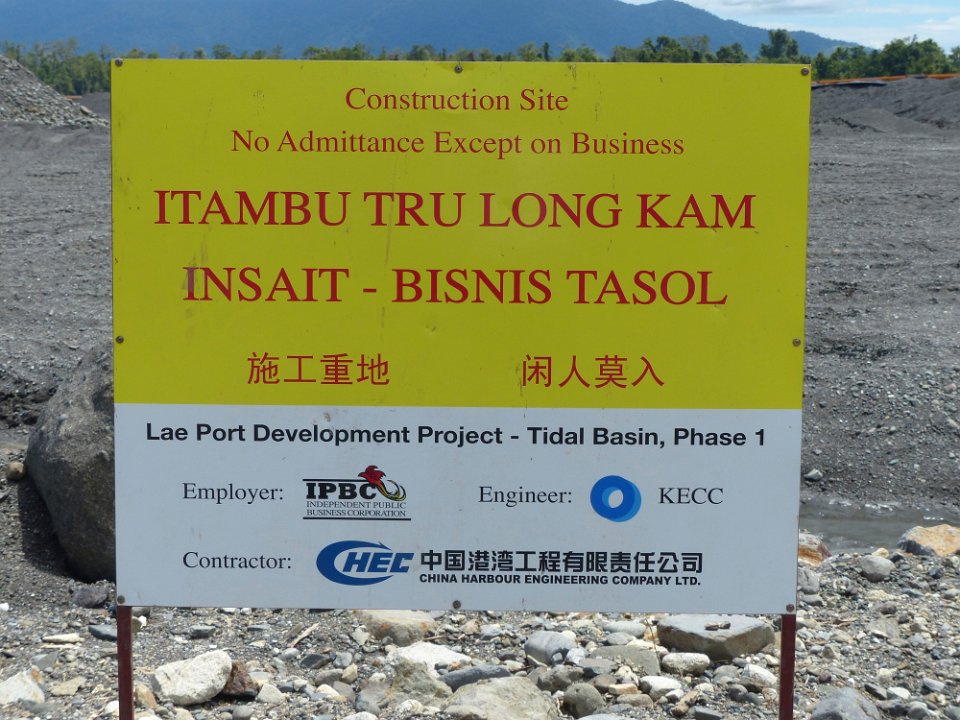 Construction Site
No Admittance Except on Business
ITAMBU TRU LONG KAM
INSAIT - BISNIS TASOL
施工重地 闲人莫入
Lae Port Development Project - Tidal Basin, Phase 1
Employer: IPBC Engineer: KECC
INDEPENDENT PUBLIC
BUSINESS CORPORATION
Contractor: CHEC 中国港湾工程有限责任公司
CHINA HARBOUR ENGINEERING COMPANY LTD.